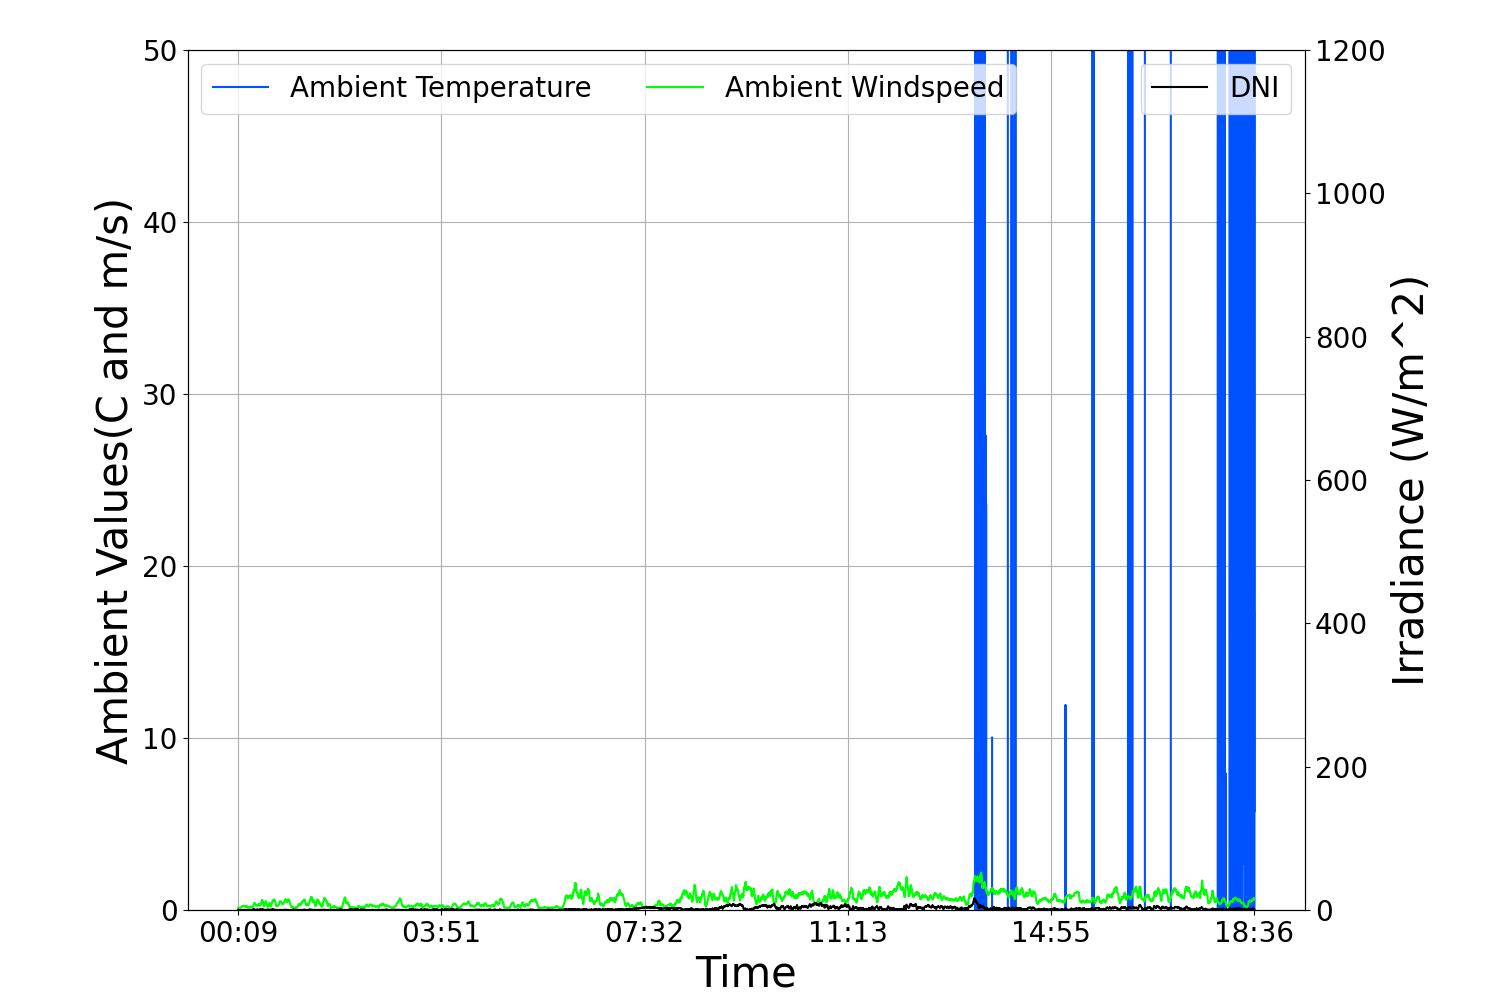 Ambient Temperature Ambient Windspeed DNI
50
40
30
20
10
0
Ambient Values(C and m/s)
1200
1000
800
600
400
200
0
Irradiance (W/m^2)
00:09 03:51 07:32 11:13 14:55 18:36
Time